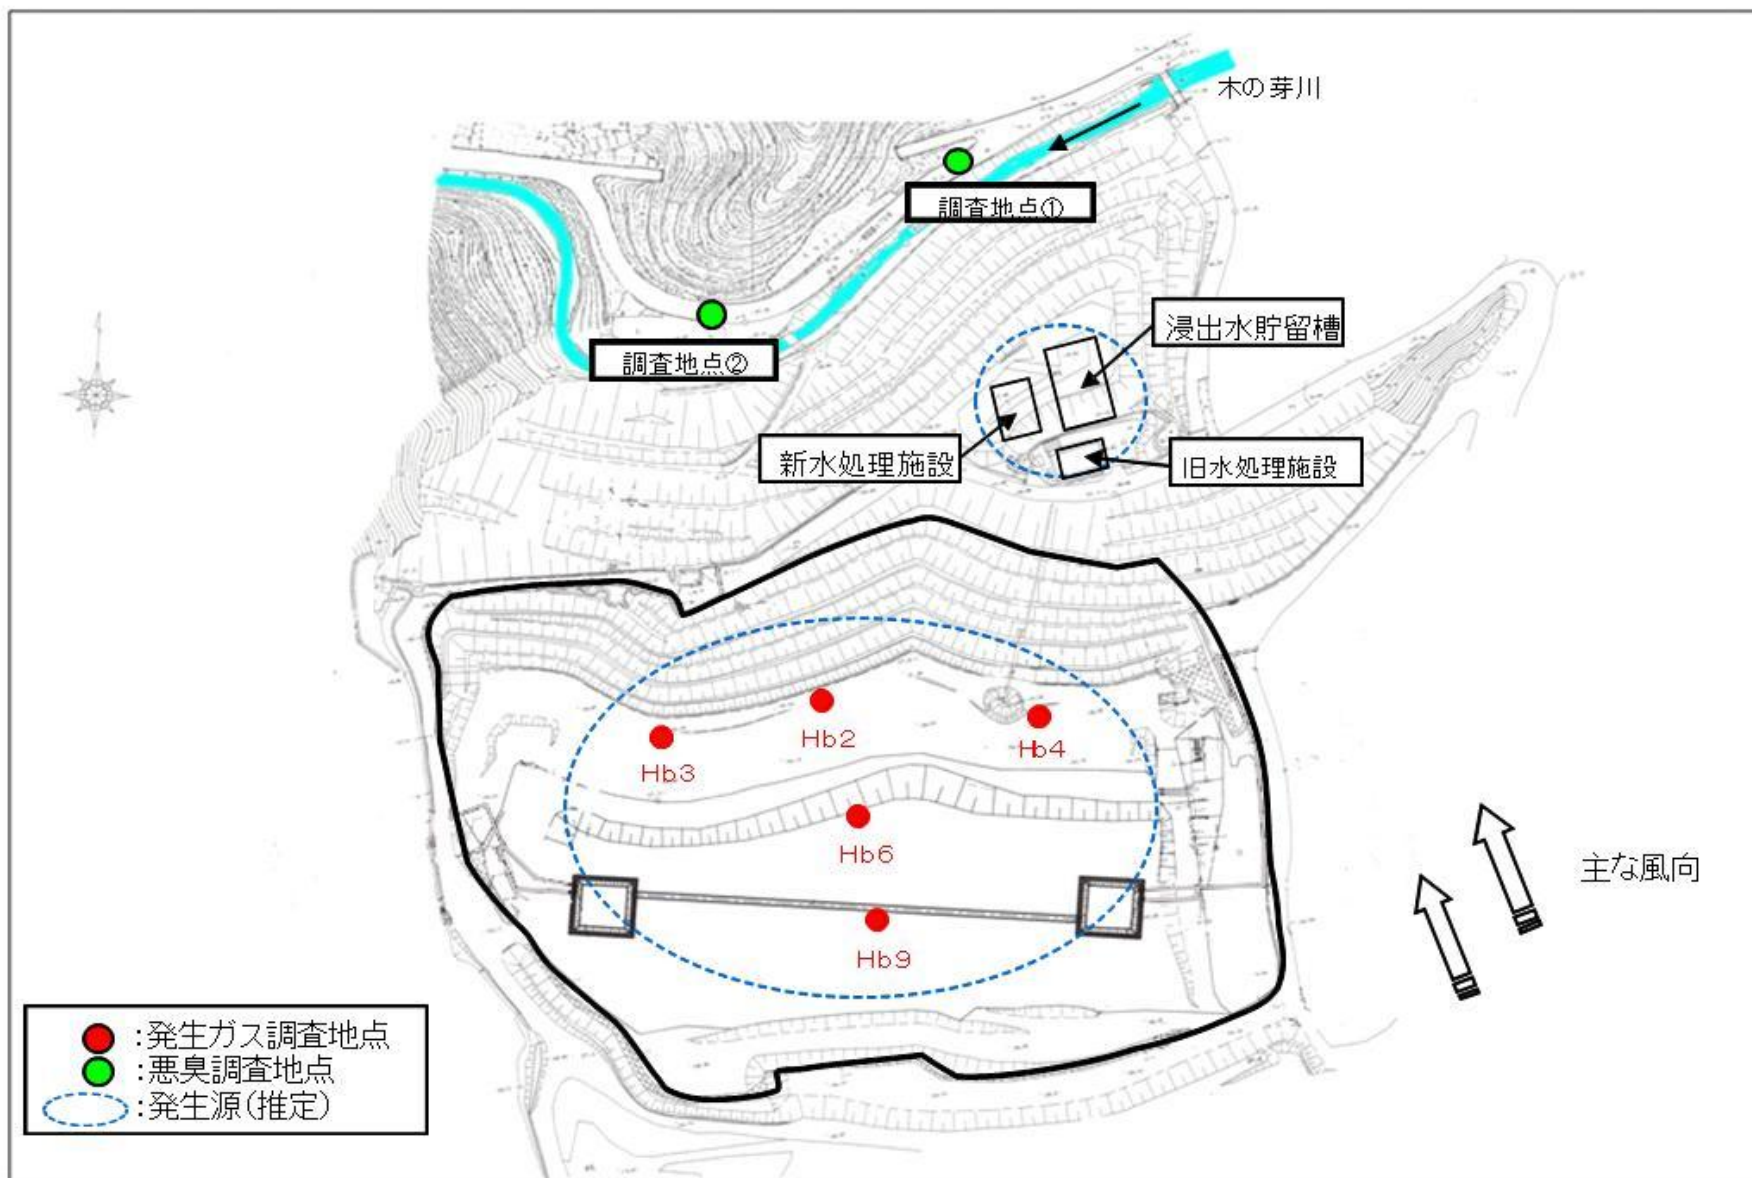 木の芽川
調査地点①
調査地点②
浸出水貯留槽
新水処理施設
旧水処理施設
Hb2
Hb4
Hb3
Hb6
Hb9
主な風向
:発生ガス調査地点
:悪臭調査地点
:発生源(推定)